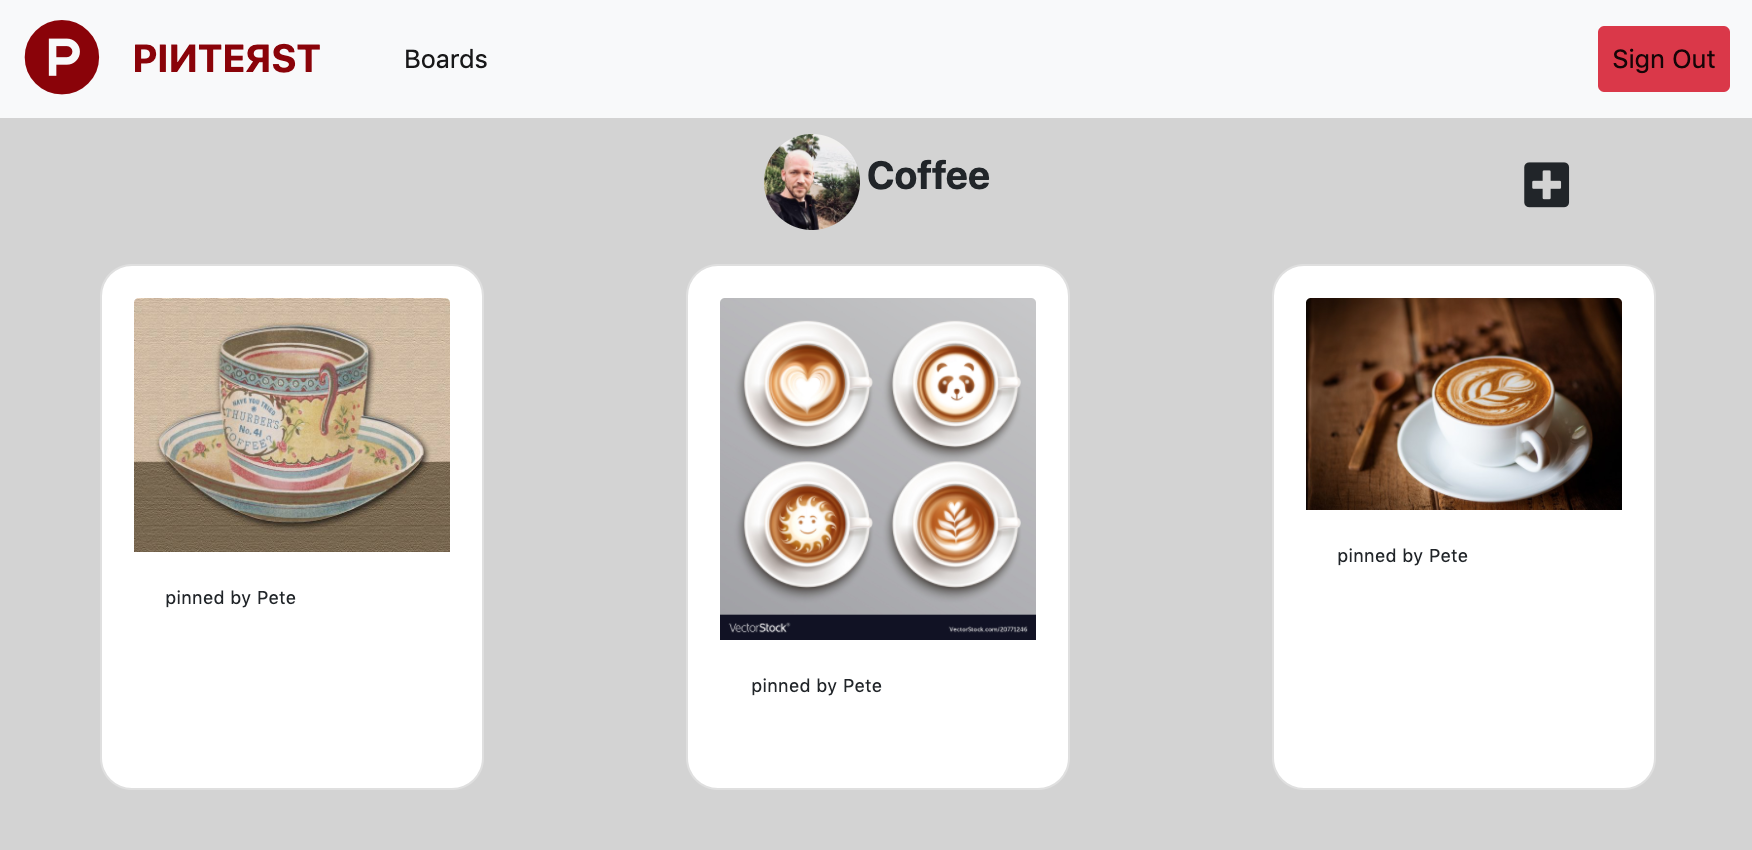 P PIИTEЯST Boards Sign Out
Coffee
HAVE YOU TRIED
THURBER'S
No. 41
COFFEE?
VectorStock® VectorStock.com/20771246
pinned by Pete
pinned by Pete
pinned by Pete